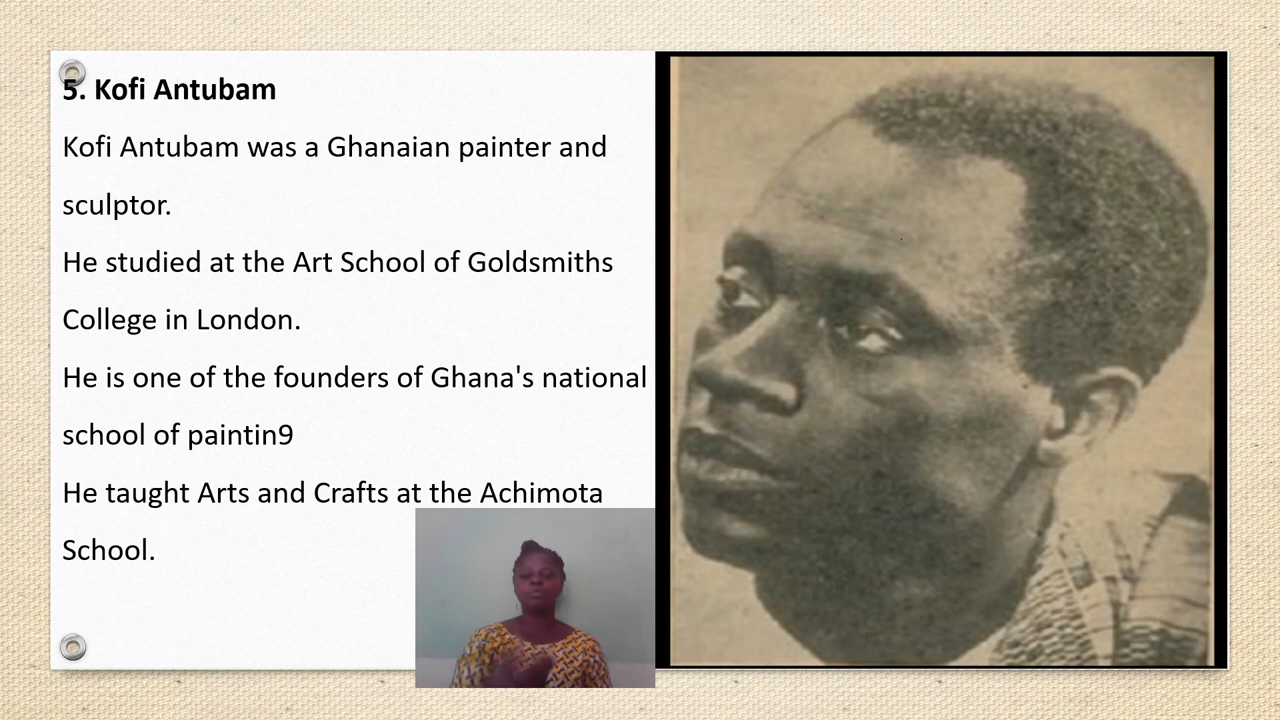 5. Kofi Antubam
Kofi Antubam was a Ghanaian painter and
sculptor.
He studied at the Art School of Goldsmiths
College in London.
He is one of the founders of Ghana's national
school of paintin9
He taught Arts and Crafts at the Achimota
School.